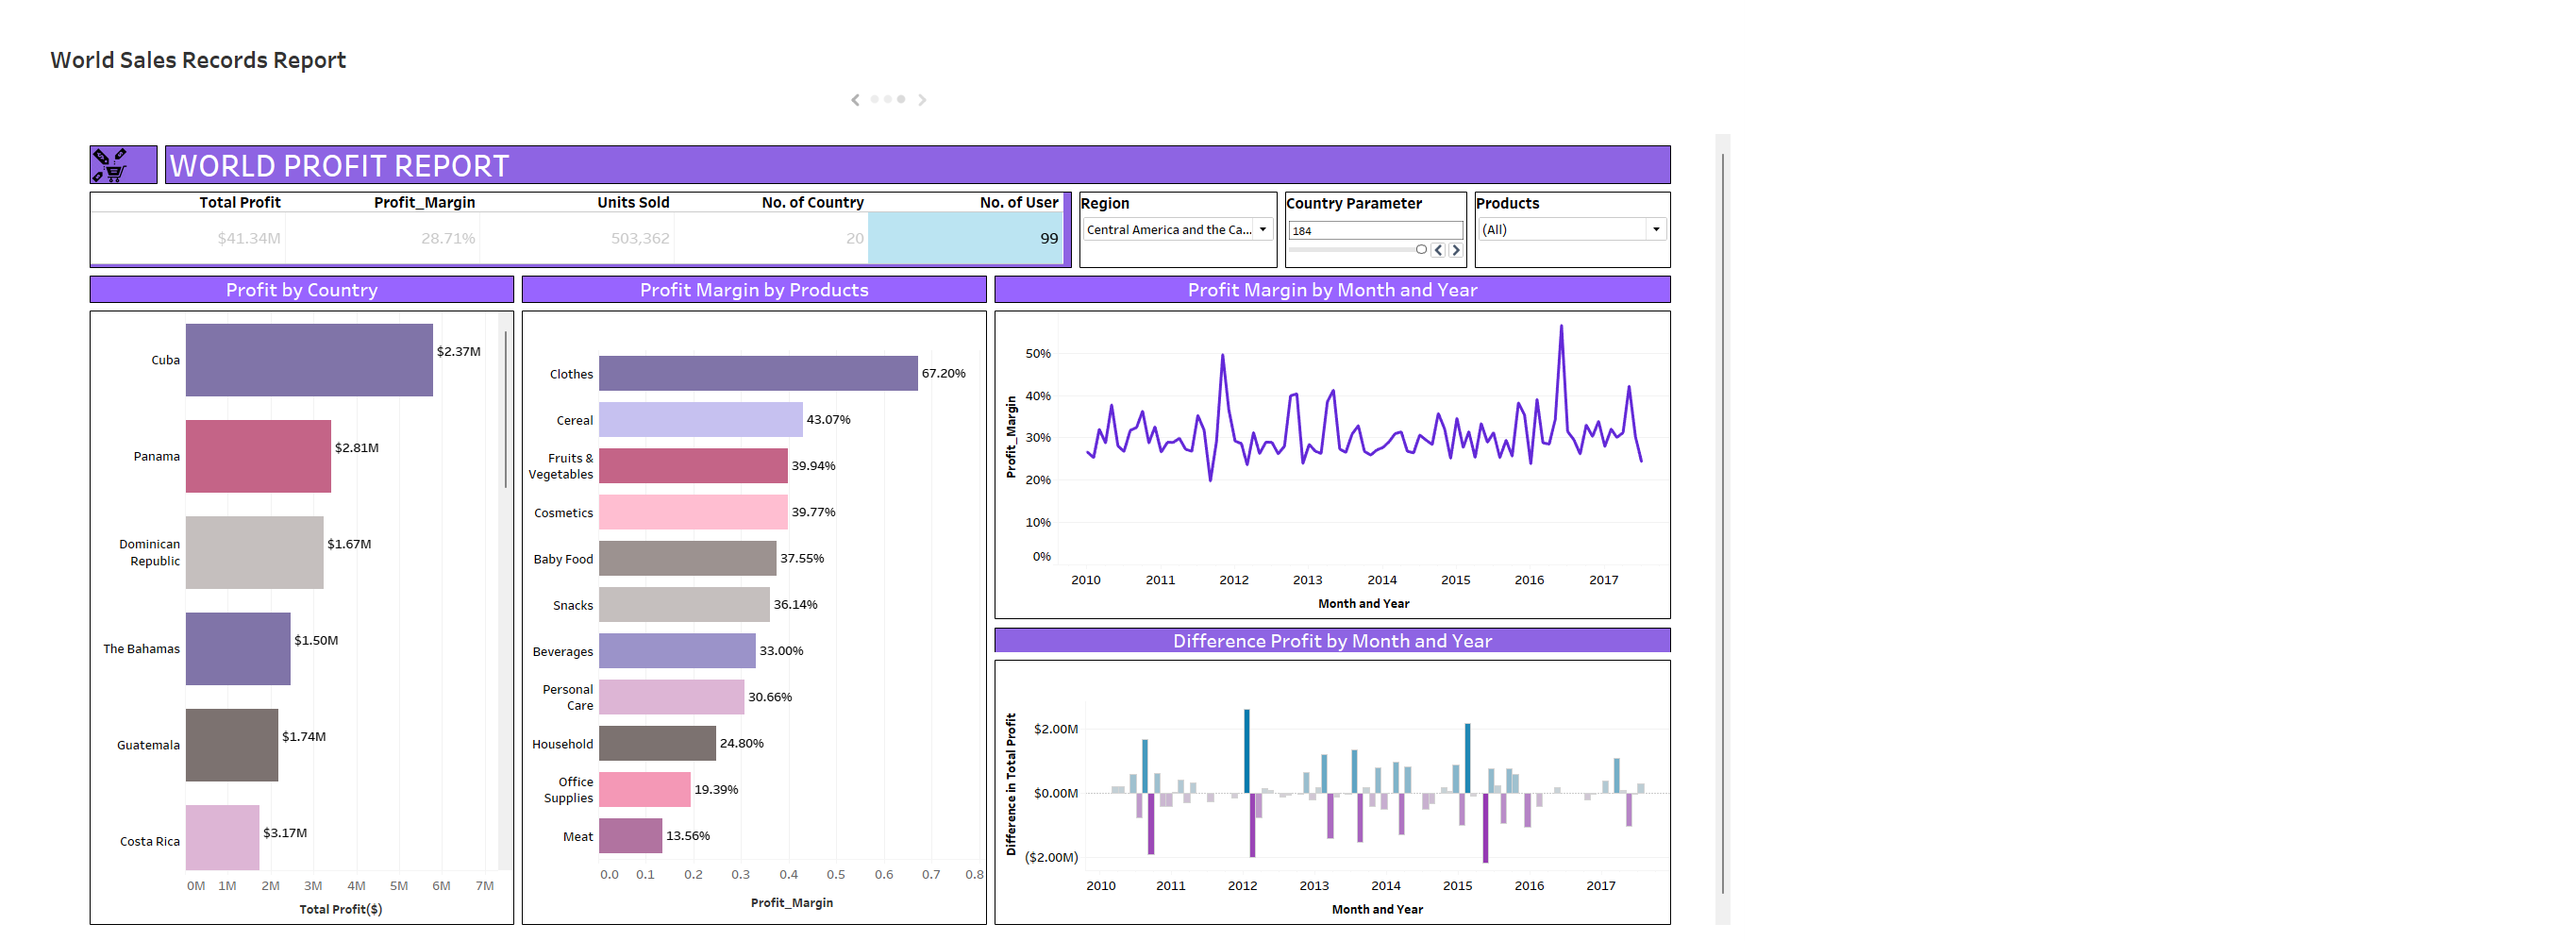 World Sales Records Report
WORLD PROFIT REPORT
Total Profit Profit_Margin Units Sold No. of Country No. of User
$41.34M 28.71% 503,362 20 99
Region
Central America and the Ca...
Country Parameter
184
Products
(All)
Profit by Country
Cuba $2.37M
Panama $2.81M
Dominican
Republic
$1.67M
The Bahamas $1.50M
Guatemala $1.74M
Costa Rica $3.17M
0M 1M 2M 3M 4M 5M 6M 7M
Total Profit($)
Profit Margin by Products
Clothes 67.20%
Cereal 43.07%
Fruits &
Vegetables
39.94%
Cosmetics 39.77%
Baby Food 37.55%
Snacks 36.14%
Beverages 33.00%
Personal
Care
30.66%
Household 24.80%
Office
Supplies
19.39%
Meat 13.56%
0.0 0.1 0.2 0.3 0.4 0.5 0.6 0.7 0.8
Profit_Margin
Profit Margin by Month and Year
Profit_Margin
50%
40%
30%
20%
10%
0%
2010 2011 2012 2013 2014 2015 2016 2017
Month and Year
Difference Profit by Month and Year
Difference in Total Profit
$2.00M
$0.00M
($2.00M)
2010 2011 2012 2013 2014 2015 2016 2017
Month and Year